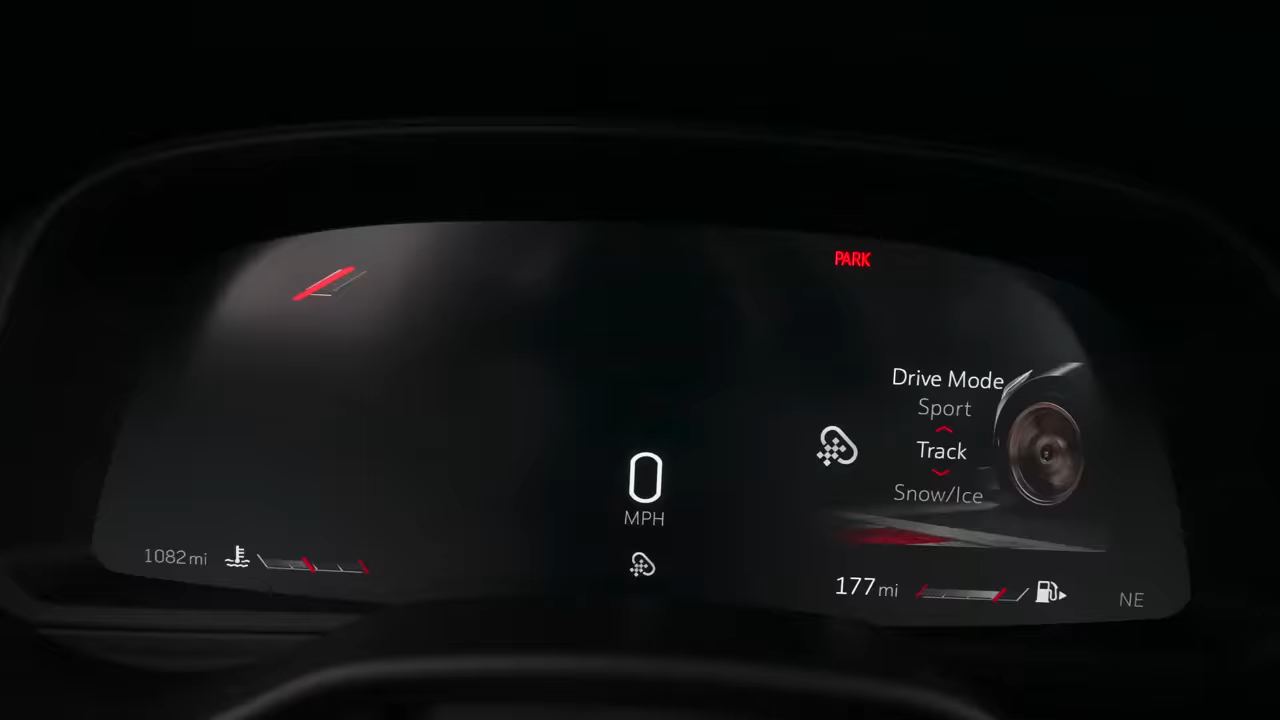 PARK
Drive Mode
Sport
Track
Snow/Ice
0
MPH
1082 mi
177 mi
NE